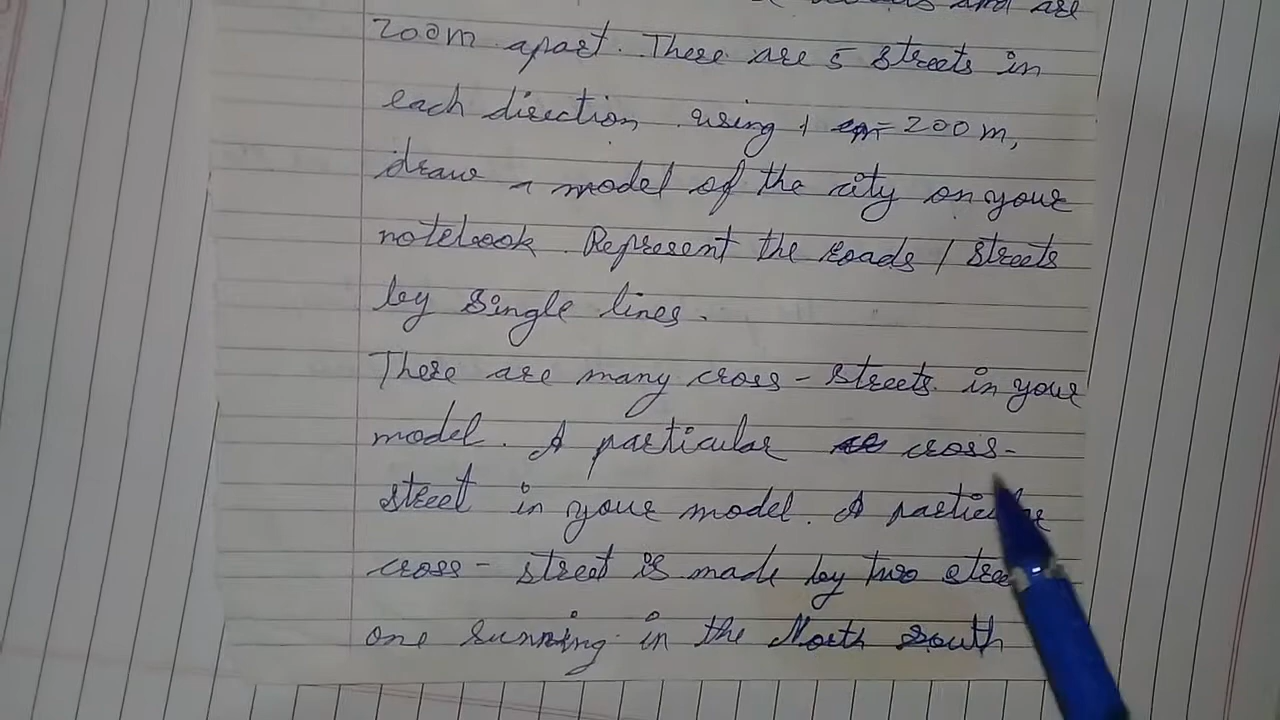 and are
200m apart. There are 5 streets in
each direction using 1 cm = 200 m,
draw a model of the city on your
notebook. Represent the roads / streets
by single lines.
There are many cross - streets in your
model. A particular cross-
street in your model. A particular
cross - street is made by two
one running in the North South